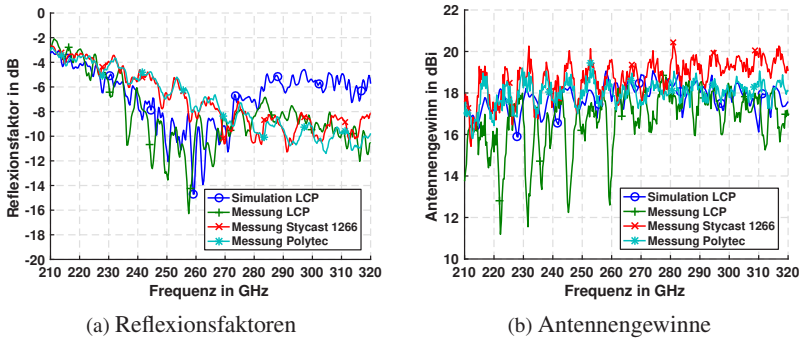 0
-2
-4
-6
-8
-10
-12
-14
-16
-18
-20
210 220 230 240 250 260 270 280 290 300 310 320
Reflexionsfaktor in dB
Frequenz in GHz
Simulation LCP
Messung LCP
Messung Stycast 1266
Messung Polytec
(a) Reflexionsfaktoren
22
20
18
16
14
12
10
210 220 230 240 250 260 270 280 290 300 310 320
Antennengewinn in dBi
Frequenz in GHz
Simulation LCP
Messung LCP
Messung Stycast 1266
Messung Polytec
(b) Antennengewinne